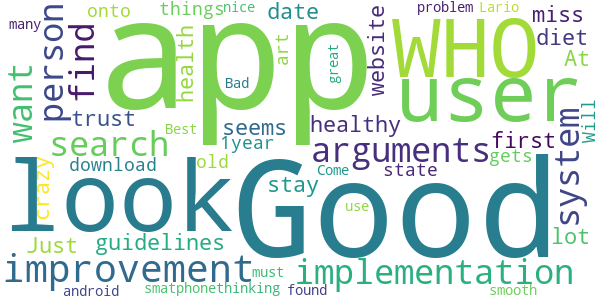 many
onto
things
nice
date
problem
Lario
miss
app
WHO
person
find
health
art
great
website
diet
At
want
user
trust
Bad
search
seems
healthy
first
system
Will
arguments
Best
1year
download
old
Come
state
gets
crazy
look
Good
stay
use
lot
Just
guidelines
improvement
implementation
android
smatphonethinking
must
found
smooth